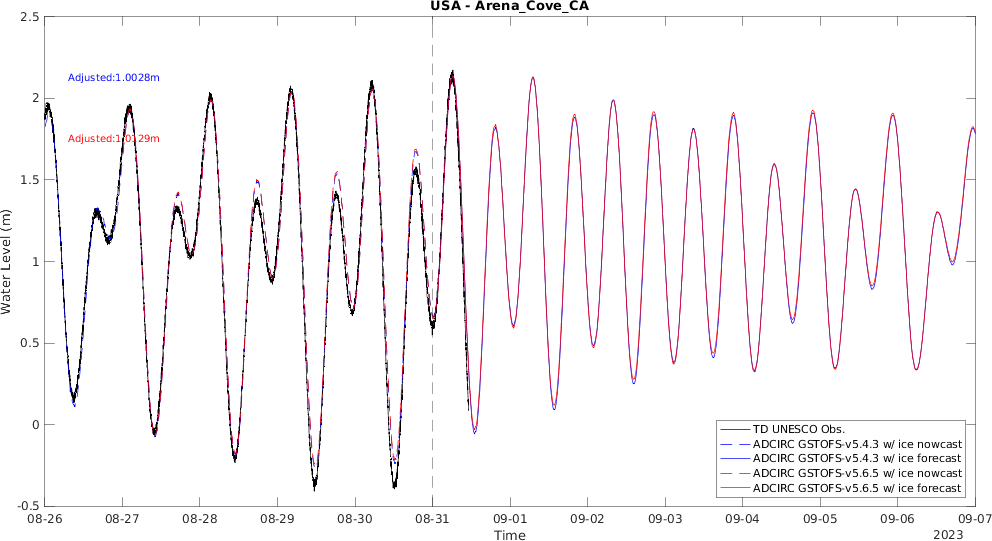 USA - Arena_Cove_CA
2.5
2
1.5
1
0.5
0
-0.5
Water Level (m)
Adjusted:1.0028m
Adjusted:1.0129m
TD UNESCO Obs.
ADCIRC GSTOFS-v5.4.3 w/ ice nowcast
ADCIRC GSTOFS-v5.4.3 w/ ice forecast
ADCIRC GSTOFS-v5.6.5 w/ ice nowcast
ADCIRC GSTOFS-v5.6.5 w/ ice forecast
08-26 08-27 08-28 08-29 08-30 08-31 09-01 09-02 09-03 09-04 09-05 09-06 09-07
Time
2023